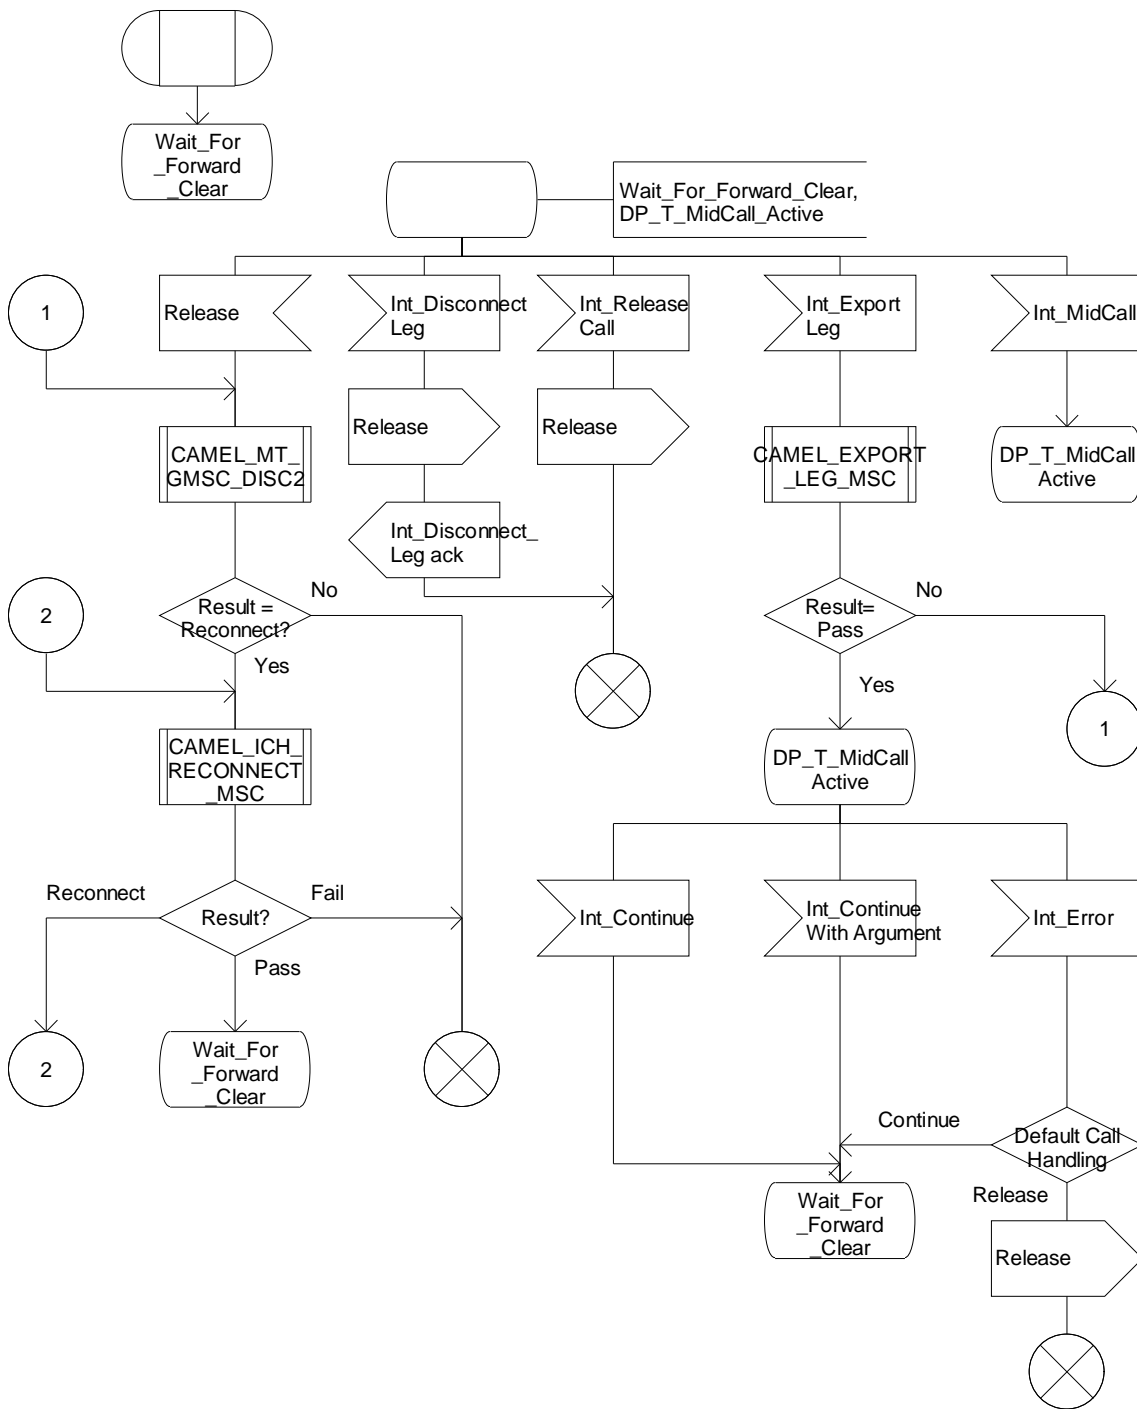 Wait_For
_Forward
_Clear
Wait_For_Forward_Clear,
DP_T_MidCall_Active
1
Release
Int_Disconnect
Leg
Int_Release
Call
Int_Export
Leg
Int_MidCall
Release
Release
CAMEL_MT_
GMSC_DISC2
CAMEL_EXPORT
_LEG_MSC
DP_T_MidCall
Active
Int_Disconnect_
Leg ack
2
Result =
Reconnect?
No
Yes
Result=
Pass
No
Yes
1
CAMEL_ICH_
RECONNECT
_MSC
DP_T_MidCall
Active
Reconnect
Result?
Fail
Pass
Int_Continue
Int_Continue
With Argument
Int_Error
2
Wait_For
_Forward
_Clear
Continue
Default Call
Handling
Release
Wait_For
_Forward
_Clear
Release